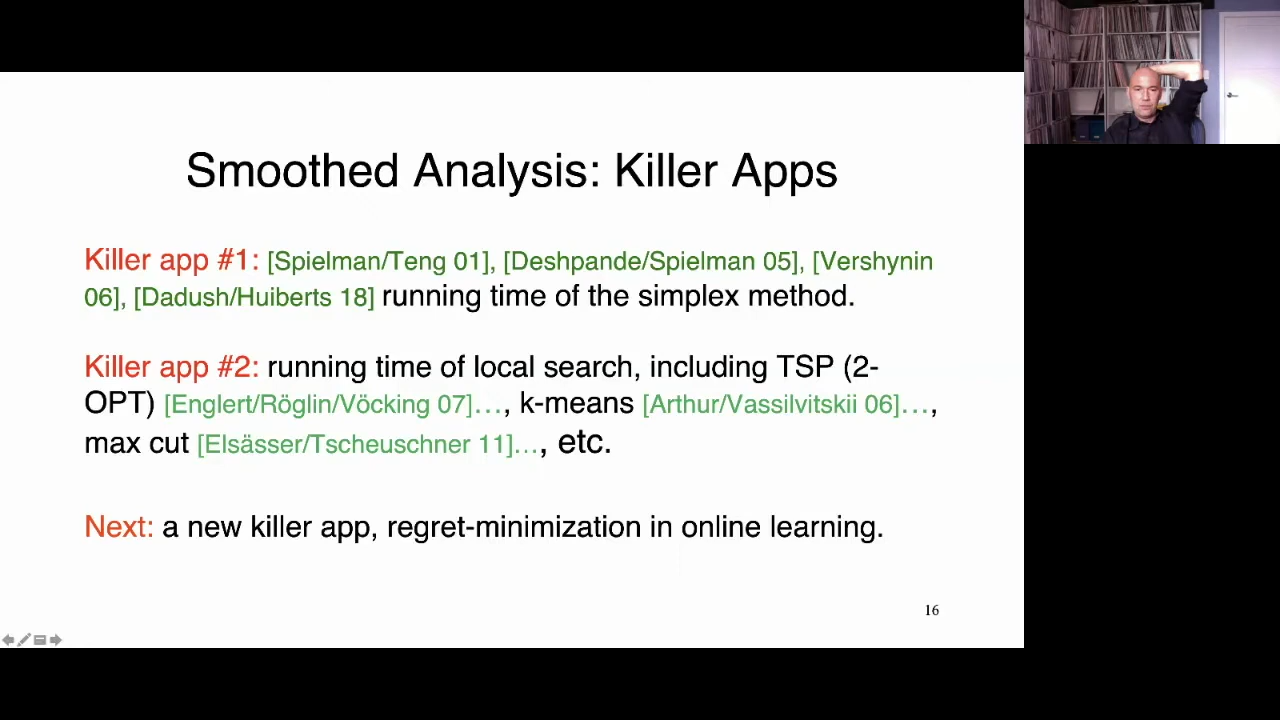 Smoothed Analysis: Killer Apps
Killer app #1: [Spielman/Teng 01], [Deshpande/Spielman 05], [Vershynin
06], [Dadush/Huiberts 18] running time of the simplex method.
Killer app #2: running time of local search, including TSP (2-
OPT) [Englert/Röglin/Vöcking 07]…, k-means [Arthur/Vassilvitskii 06]…,
max cut [Elsässer/Tscheuschner 11]…, etc.
Next: a new killer app, regret-minimization in online learning.
16